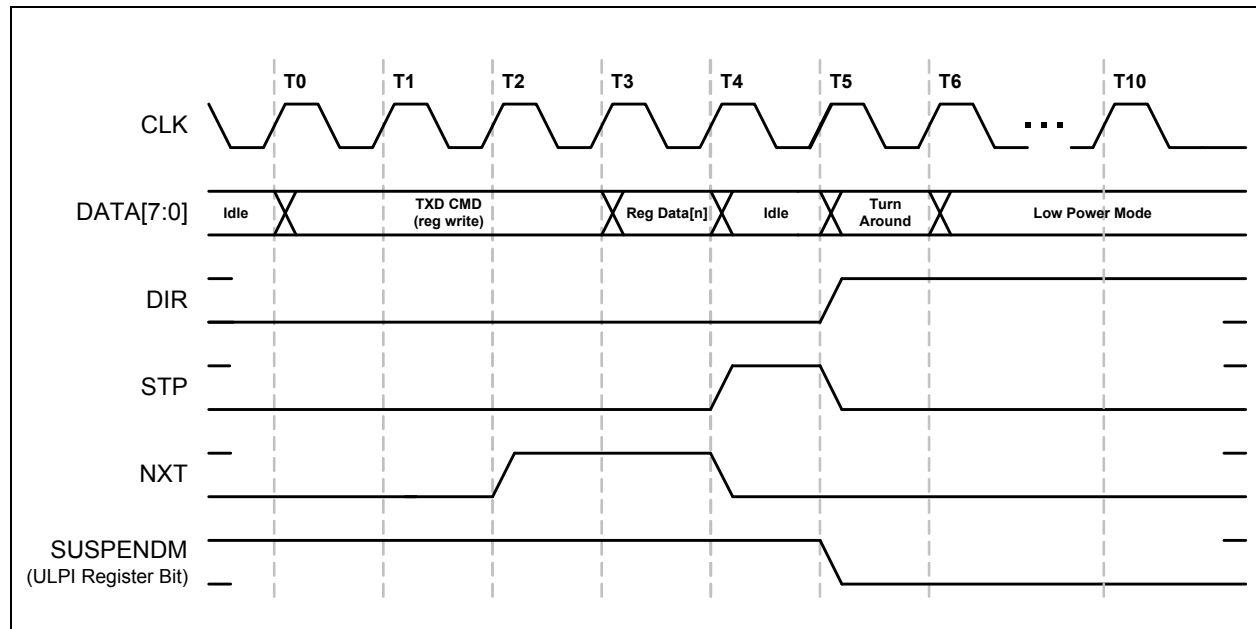 T0 T1 T2 T3 T4 T5 T6 T10
CLK
...
DATA[7:0]
Idle
TXD CMD
(reg write)
Reg Data[n]
Idle
Turn
Around
Low Power Mode
DIR
STP
NXT
SUSPENDM
(ULPI Register Bit)